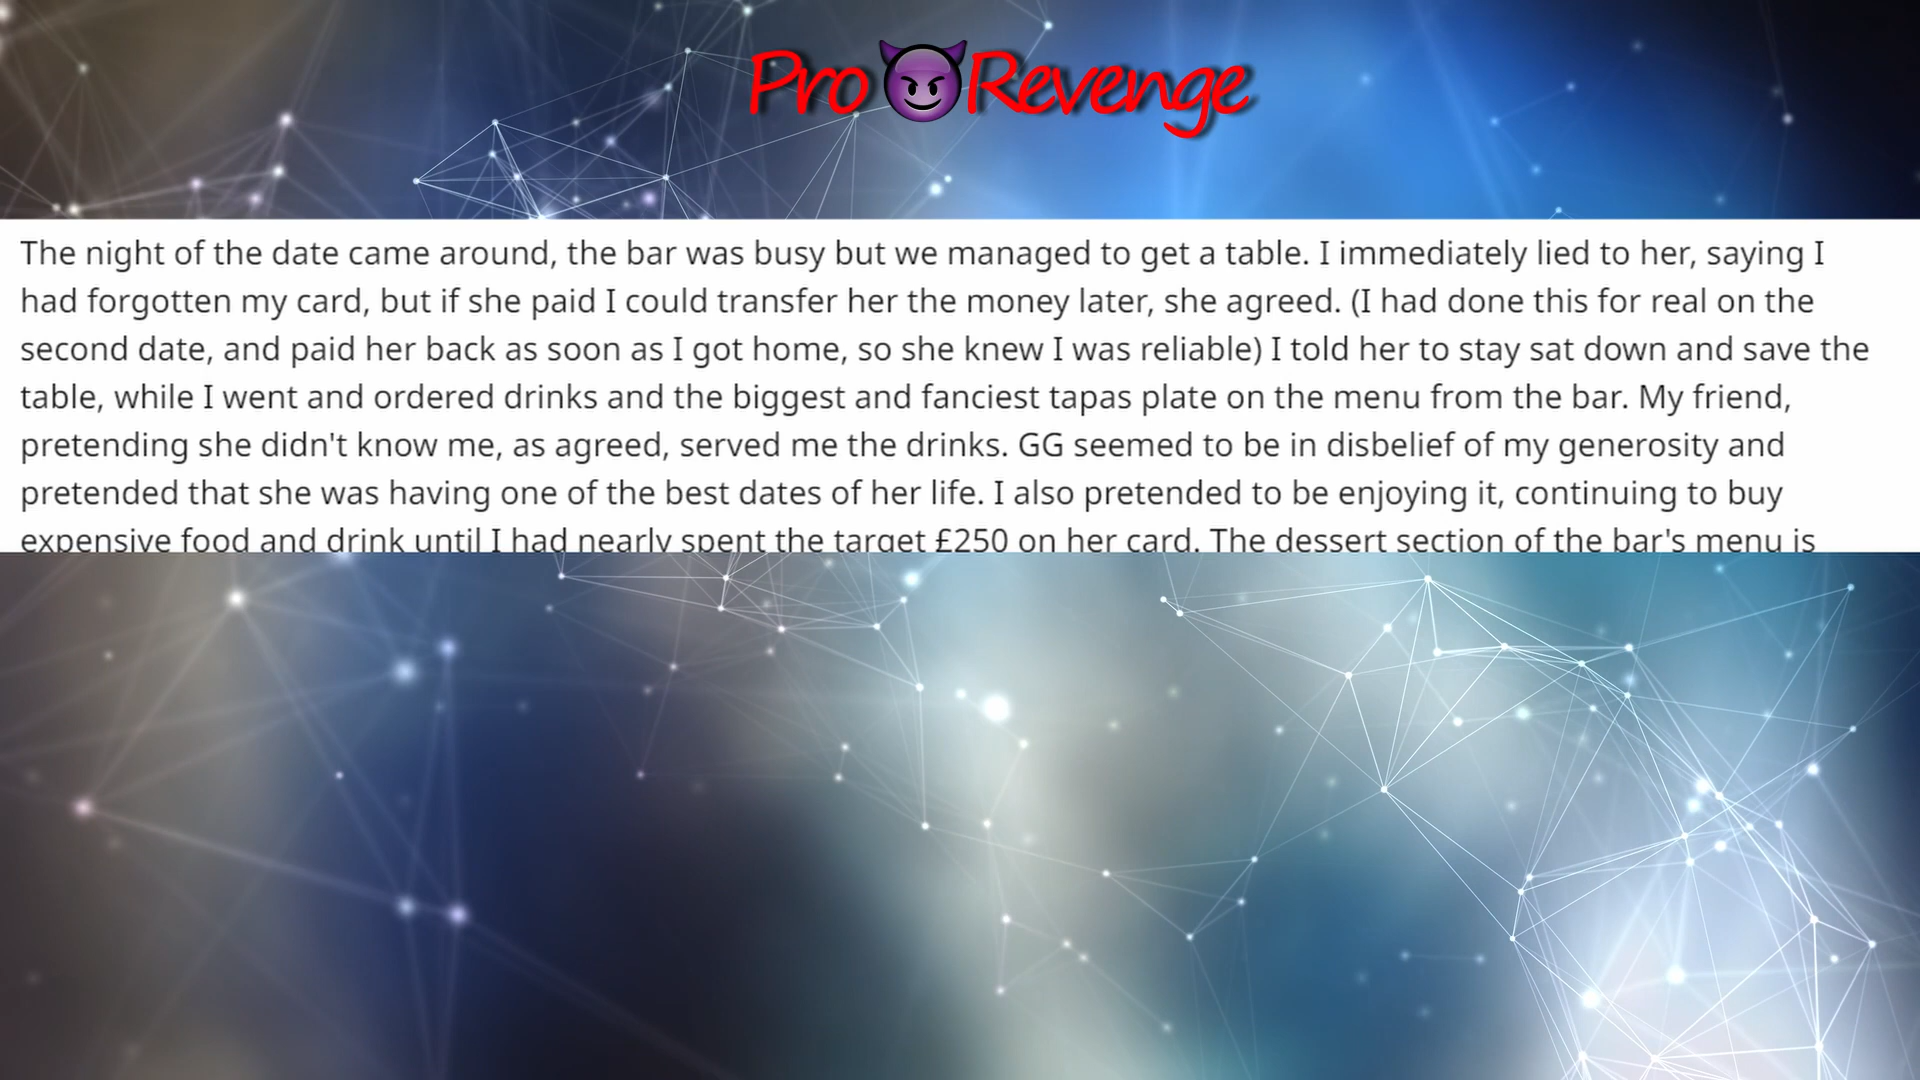 Pro Revenge
The night of the date came around, the bar was busy but we managed to get a table. I immediately lied to her, saying I
had forgotten my card, but if she paid I could transfer her the money later, she agreed. (I had done this for real on the
second date, and paid her back as soon as I got home, so she knew I was reliable) I told her to stay sat down and save the
table, while I went and ordered drinks and the biggest and fanciest tapas plate on the menu from the bar. My friend,
pretending she didn't know me, as agreed, served me the drinks. GG seemed to be in disbelief of my generosity and
pretended that she was having one of the best dates of her life. I also pretended to be enjoying it, continuing to buy
expensive food and drink until I had nearly spent the target £250 on her card. The dessert section of the bar's menu is